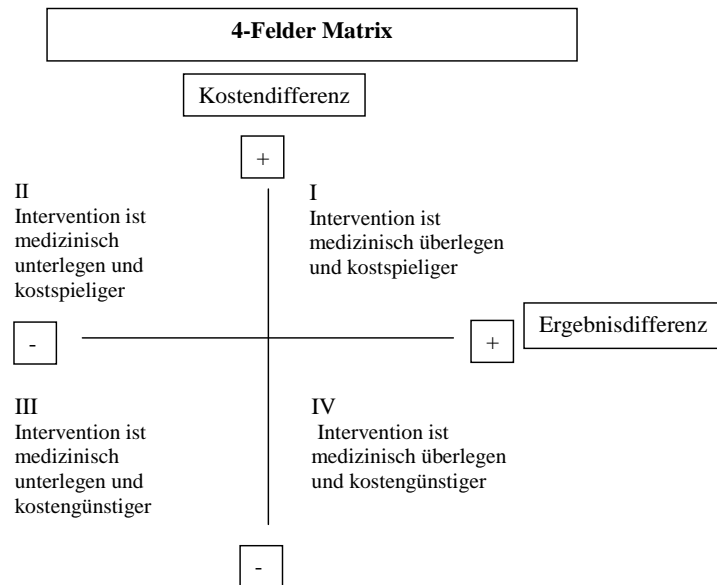 4-Felder Matrix
Kostendifferenz
+
II
Intervention ist
medizinisch
unterlegen und
kostspieliger
I
Intervention ist
medizinisch überlegen
und kostspieliger
-
+
Ergebnisdifferenz
III
Intervention ist
medizinisch
unterlegen und
kostengünstiger
IV
Intervention ist
medizinisch überlegen
und kostengünstiger
-